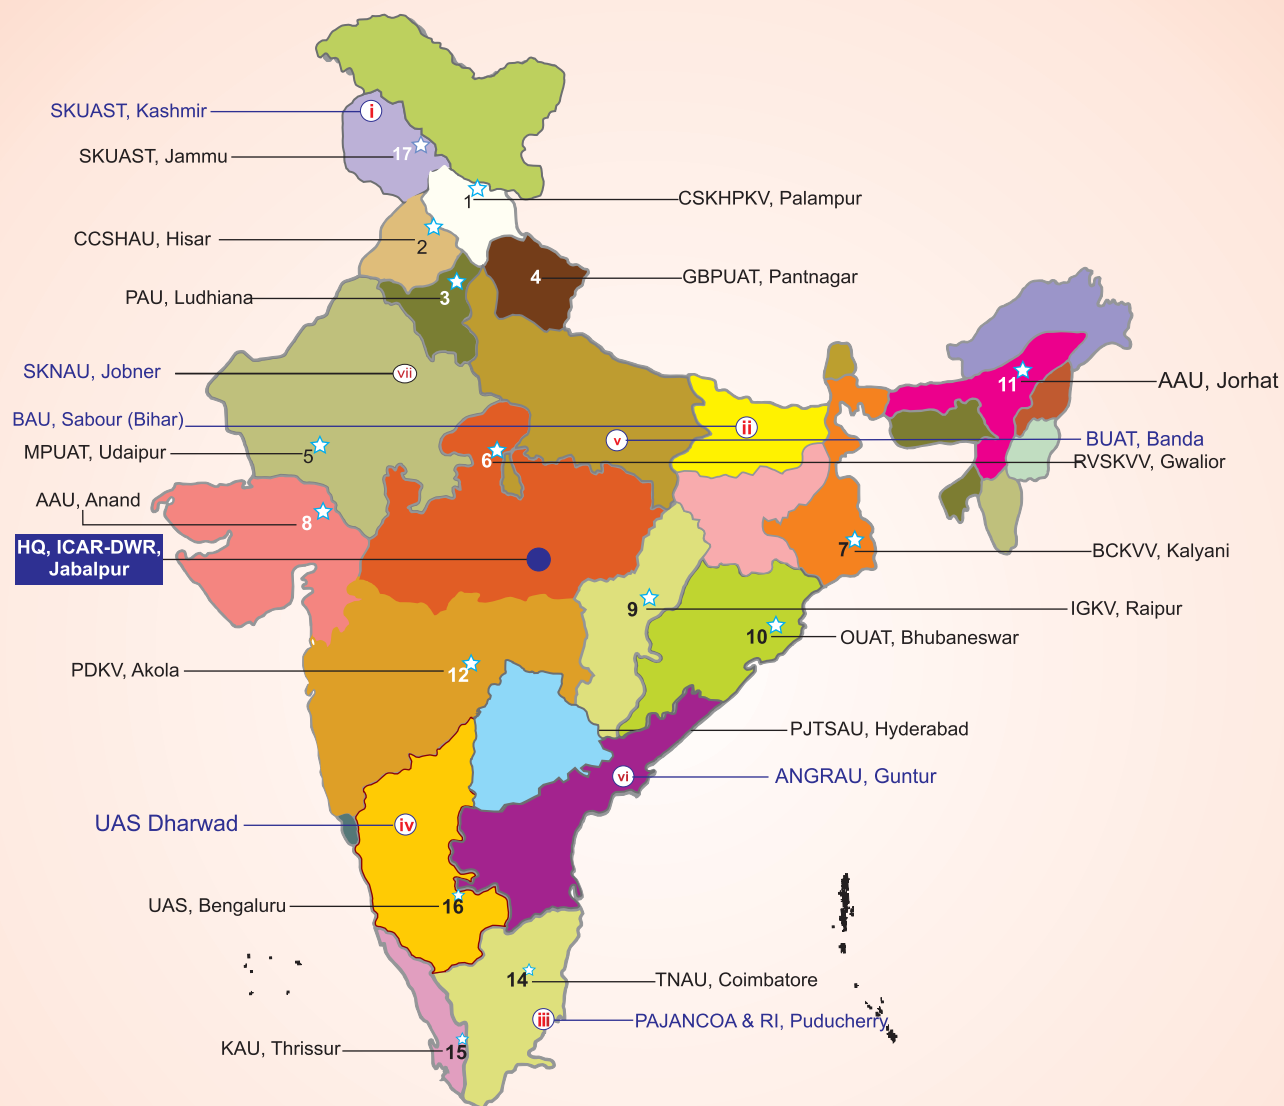 SKUAST, Kashmir
i
SKUAST, Jammu
17
1
CSKHPKV, Palampur
CCSHAU, Hisar
2
4
GBPUAT, Pantnagar
PAU, Ludhiana
3
SKNAU, Jobner
vii
11
AAU, Jorhat
BAU, Sabour (Bihar)
ii
v
BUAT, Banda
MPUAT, Udaipur
5
6
RVSKVV, Gwalior
AAU, Anand
8
HQ, ICAR-DWR,
Jabalpur
7
BCKVV, Kalyani
9
IGKV, Raipur
10
OUAT, Bhubaneswar
PDKV, Akola
12
PJTSAU, Hyderabad
vi
ANGRAU, Guntur
UAS Dharwad
iv
UAS, Bengaluru
16
14
TNAU, Coimbatore
iii
PAJANCOA & RI, Puducherry
KAU, Thrissur
15